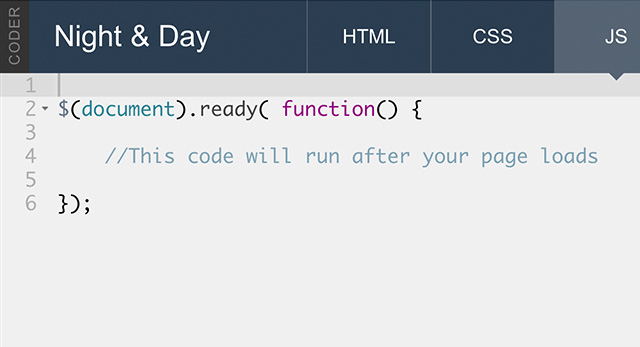 CODER
Night & Day
HTML
CSS
JS
1
2 $(document).ready( function() {
3
4 //This code will run after your page loads
5
6 });